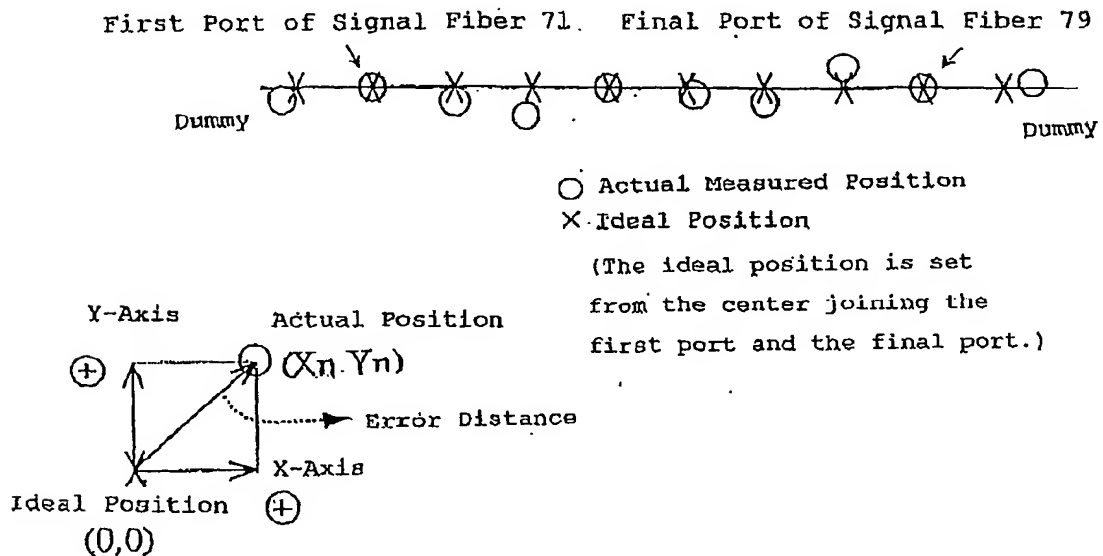 First Port of Signal Fiber 71. Final Port of Signal Fiber 79
Dummy
Dummy
Actual Measured Position
Ideal Position
(The ideal position is set
from the center joining the
first port and the final port.)
Y-Axis
Actual Position
(Xn. Yn)
Error Distance
X-Axis
Ideal Position
(0,0)